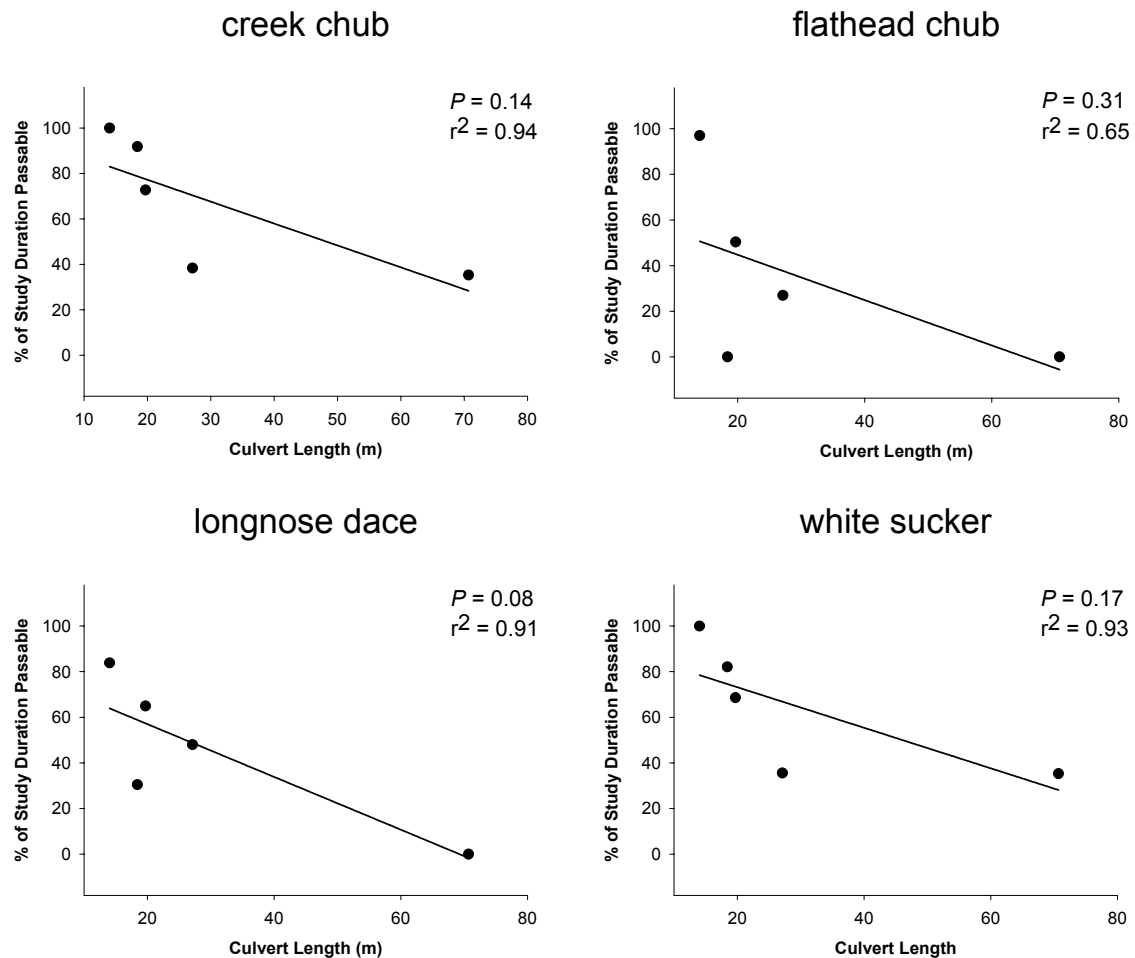 creek chub
P = 0.14
r2 = 0.94
% of Study Duration Passable
100
80
60
40
20
0
10 20 30 40 50 60 70 80
Culvert Length (m)
flathead chub
P = 0.31
r2 = 0.65
% of Study Duration Passable
100
80
60
40
20
0
20 40 60 80
Culvert Length (m)
longnose dace
P = 0.08
r2 = 0.91
% of Study Duration Passable
100
80
60
40
20
0
20 40 60 80
Culvert Length (m)
white sucker
P = 0.17
r2 = 0.93
% of Study Duration Passable
100
80
60
40
20
0
20 40 60 80
Culvert Length